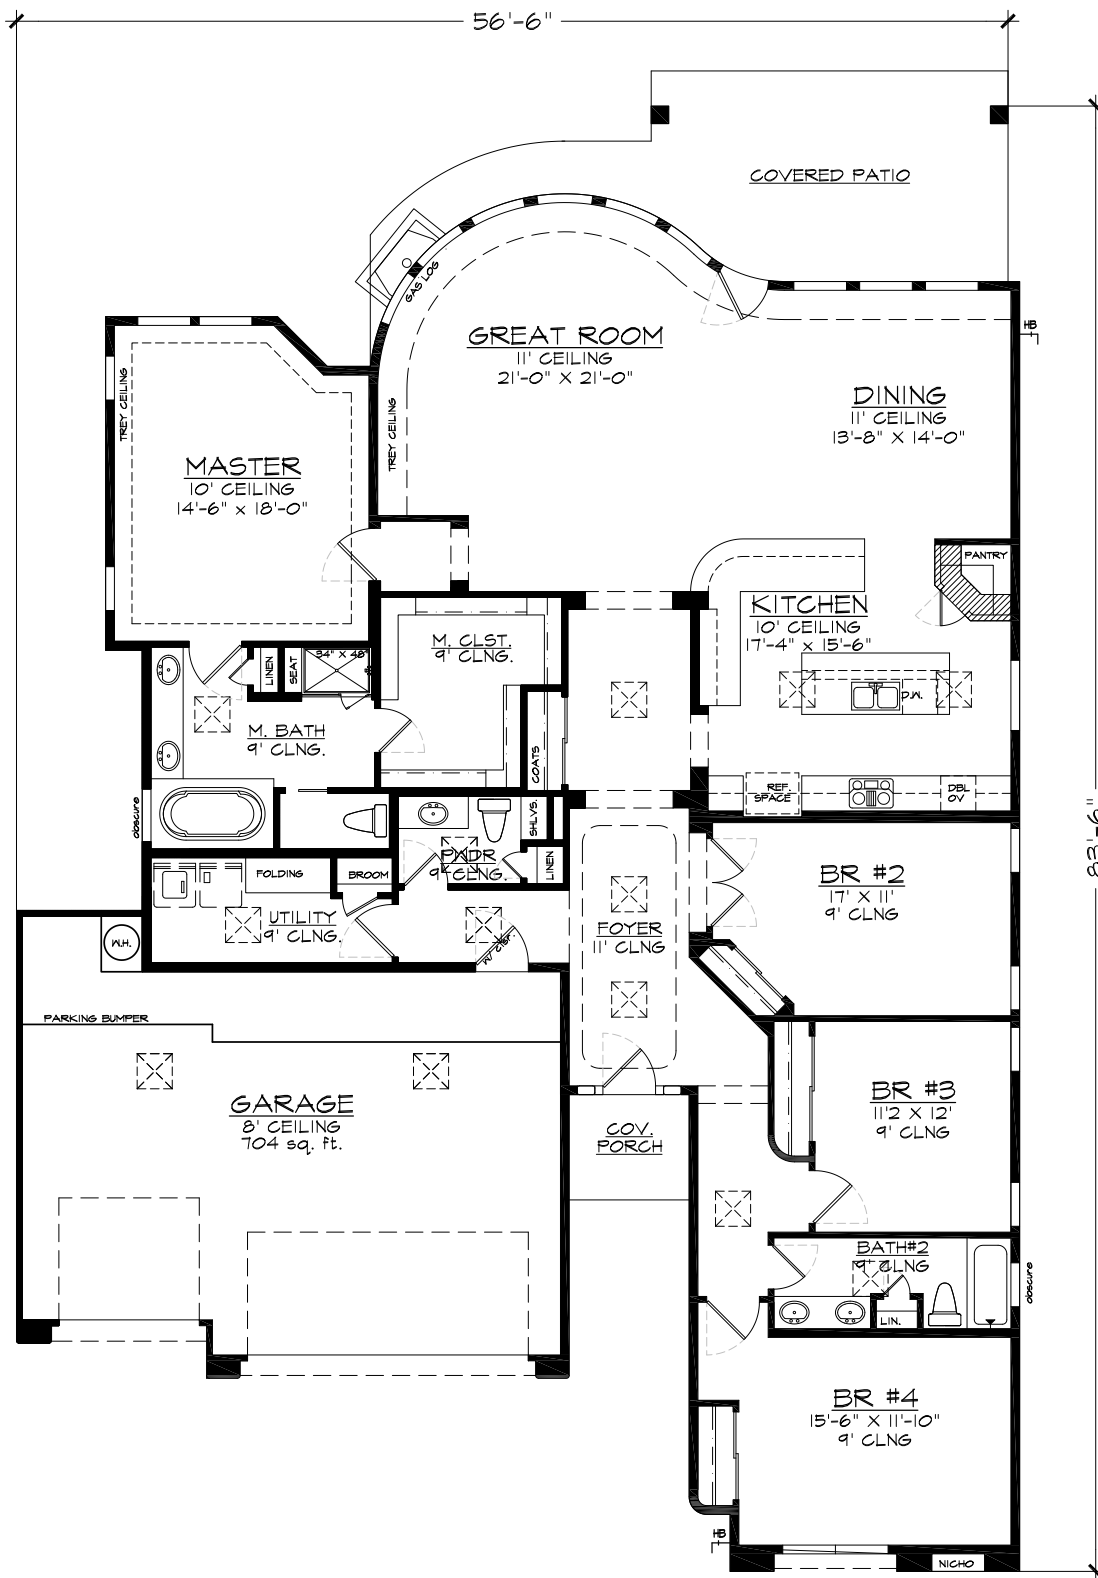 56'-6"
COVERED PATIO
GAS LOG
GREAT ROOM
11' CEILING
21'-0" X 21'-0"
HB
TREY CEILING
TREY CEILING
DINING
11' CEILING
13'-8" X 14'-0"
MASTER
10' CEILING
14'-6" x 18'-0"
PANTRY
KITCHEN
10' CEILING
17'-4" x 15'-6"
M. CLST.
9' CLNG.
LINEN
SEAT
34" X 48"
D.W.
M. BATH
9' CLNG.
COATS
REF.
SPACE
DBL
OV
obscure
SHLVS.
PWDR
9' CLNG.
LINEN
FOLDING
BROOM
BR #2
17' X 11'
9' CLNG
83'-6"
UTILITY
9' CLNG.
FOYER
11' CLNG
W.H.
W/ CLSR.
PARKING BUMPER
GARAGE
8' CEILING
704 sq. ft.
COV.
PORCH
BR #3
11'2 X 12'
9' CLNG
BATH#2
9' CLNG
obscure
LIN.
BR #4
15'-6" X 11'-10"
9' CLNG
HB
NICHO